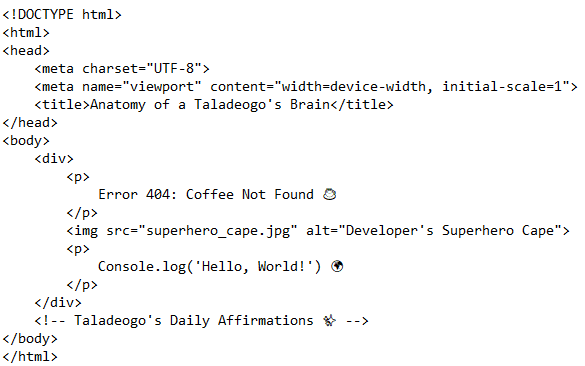 <!DOCTYPE html>
<html>
<head>
    <meta charset="UTF-8">
    <meta name="viewport" content="width=device-width, initial-scale=1">
    <title>Anatomy of a Taladeogo's Brain</title>
</head>
<body>
    <div>
        <p>
            Error 404: Coffee Not Found ☕
        </p>
        <img src="superhero_cape.jpg" alt="Developer's Superhero Cape">
        <p>
            Console.log('Hello, World!') 🌍
        </p>
    </div>
    <!-- Taladeogo's Daily Affirmations ✨ -->
</body>
</html>